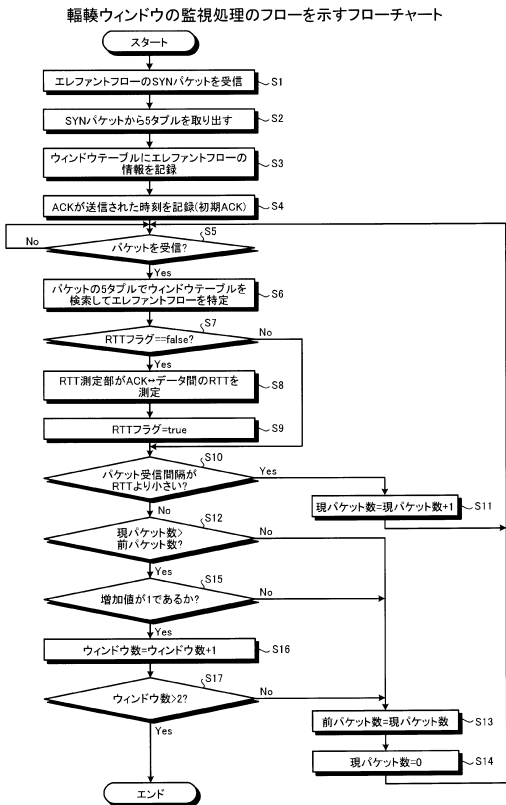 輻輳ウィンドウの監視処理のフローを示すフローチャート
スタート
エレファントフローのSYNパケットを受信
S1
SYNパケットから5タプルを取り出す
S2
ウィンドウテーブルにエレファントフローの
情報を記録
S3
ACKが送信された時刻を記録(初期ACK)
S4
S5
パケットを受信?
No
Yes
パケットの5タプルでウィンドウテーブルを
検索してエレファントフローを特定
S6
S7
RTTフラグ==false?
No
Yes
RTT測定部がACK↔データ間のRTTを
測定
S8
RTTフラグ=true
S9
S10
パケット受信間隔が
RTTより小さい?
Yes
No
現パケット数=現パケット数+1
S11
S12
現パケット数>
前パケット数?
No
Yes
S15
増加値が1であるか?
No
Yes
ウィンドウ数=ウィンドウ数+1
S16
S17
ウィンドウ数>2?
No
Yes
前パケット数=現パケット数
S13
現パケット数=0
S14
エンド